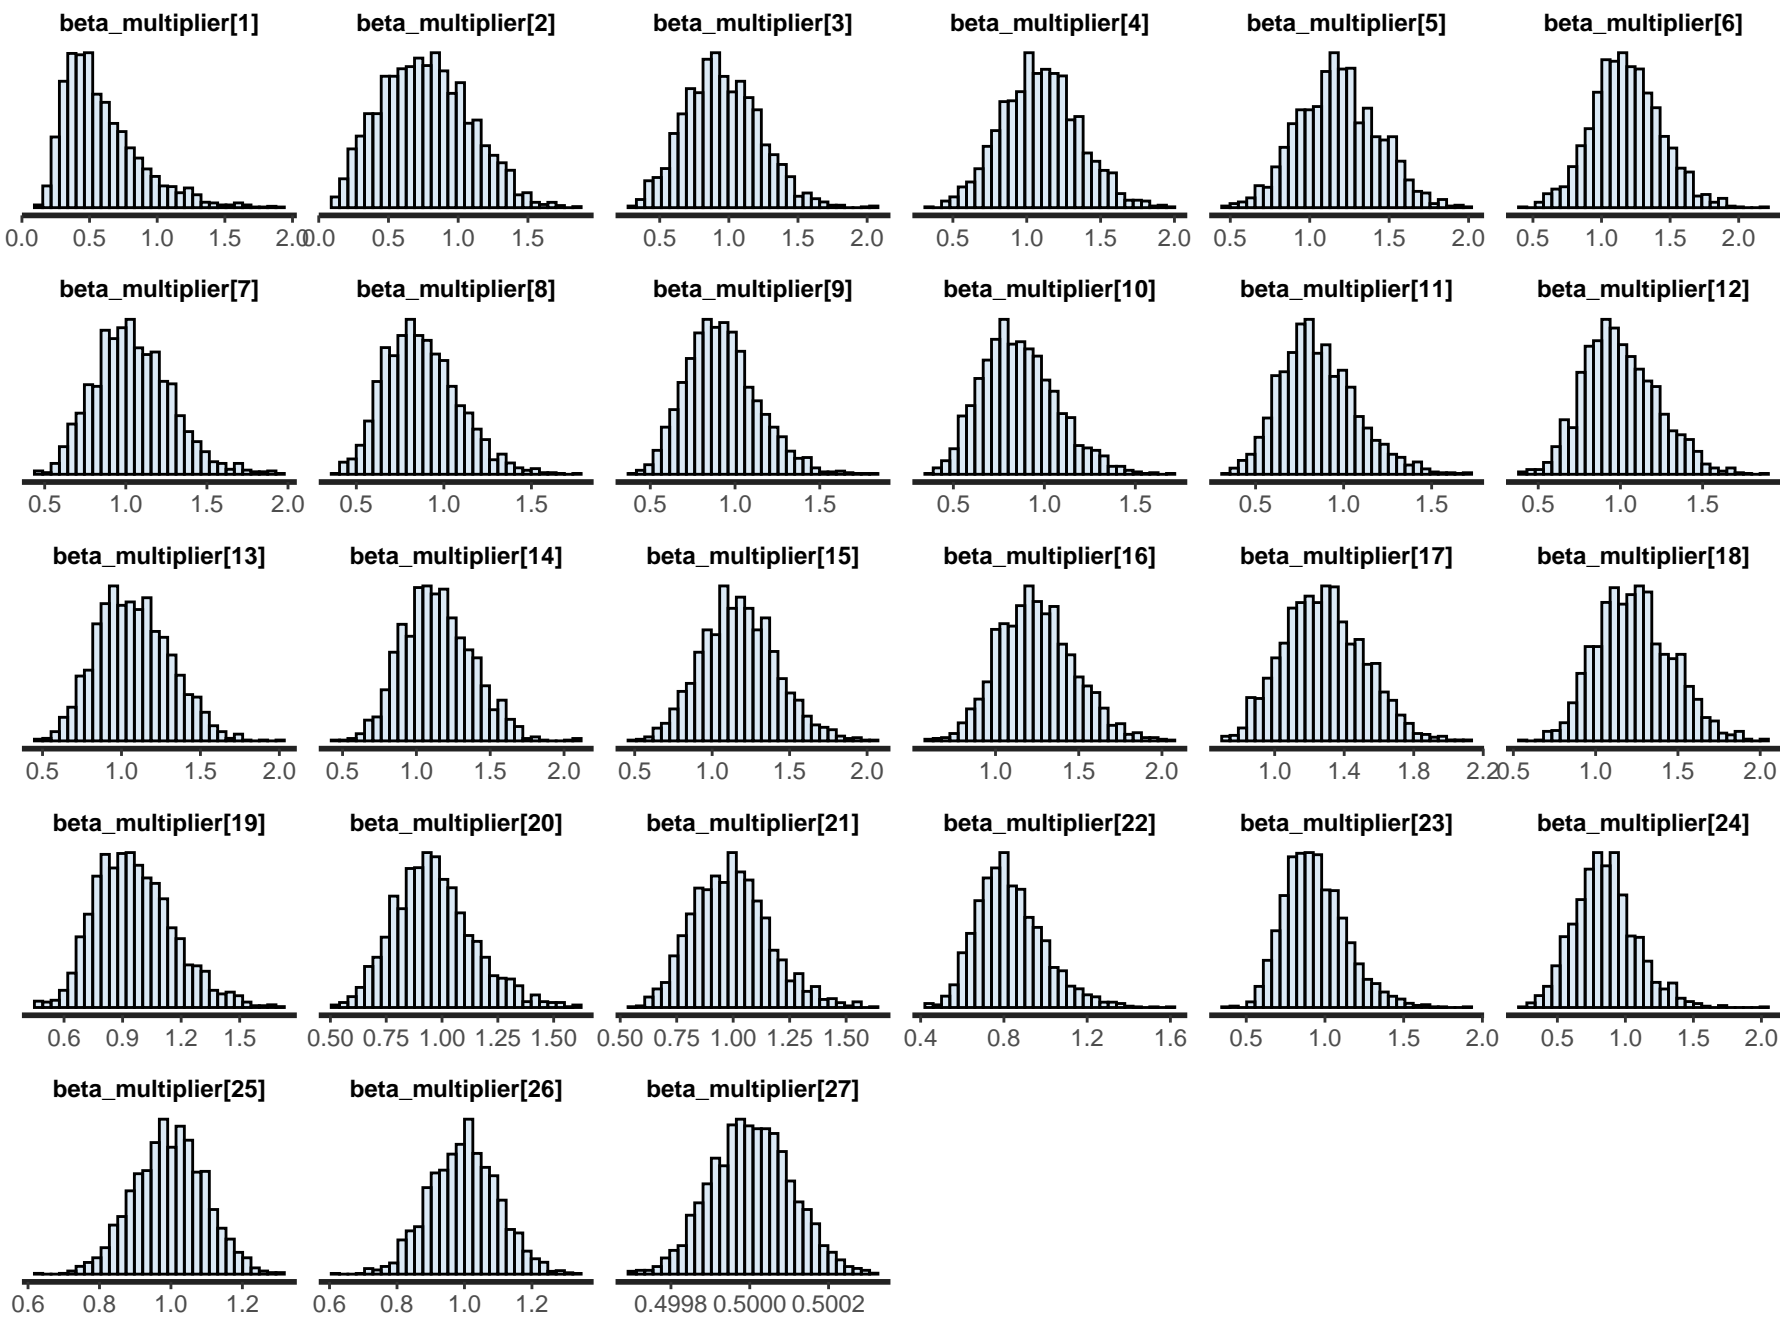 beta_multiplier[1] beta_multiplier[2] beta_multiplier[3] beta_multiplier[4] beta_multiplier[5] beta_multiplier[6]
0.0 0.5 1.0 1.5 2.0 0.0 0.5 1.0 1.5 0.5 1.0 1.5 2.0 0.5 1.0 1.5 2.0 0.5 1.0 1.5 2.0 0.5 1.0 1.5 2.0
beta_multiplier[7] beta_multiplier[8] beta_multiplier[9] beta_multiplier[10] beta_multiplier[11] beta_multiplier[12]
0.5 1.0 1.5 2.0 0.5 1.0 1.5 0.5 1.0 1.5 0.5 1.0 1.5 0.5 1.0 1.5 0.5 1.0 1.5
beta_multiplier[13] beta_multiplier[14] beta_multiplier[15] beta_multiplier[16] beta_multiplier[17] beta_multiplier[18]
0.5 1.0 1.5 2.0 0.5 1.0 1.5 2.0 0.5 1.0 1.5 2.0 1.0 1.5 2.0 1.0 1.4 1.8 2.2 0.5 1.0 1.5 2.0
beta_multiplier[19] beta_multiplier[20] beta_multiplier[21] beta_multiplier[22] beta_multiplier[23] beta_multiplier[24]
0.6 0.9 1.2 1.5 0.50 0.75 1.00 1.25 1.50 0.50 0.75 1.00 1.25 1.50 0.4 0.8 1.2 1.6 0.5 1.0 1.5 2.0 0.5 1.0 1.5 2.0
beta_multiplier[25] beta_multiplier[26] beta_multiplier[27]
0.6 0.8 1.0 1.2 0.6 0.8 1.0 1.2 0.4998 0.5000 0.5002